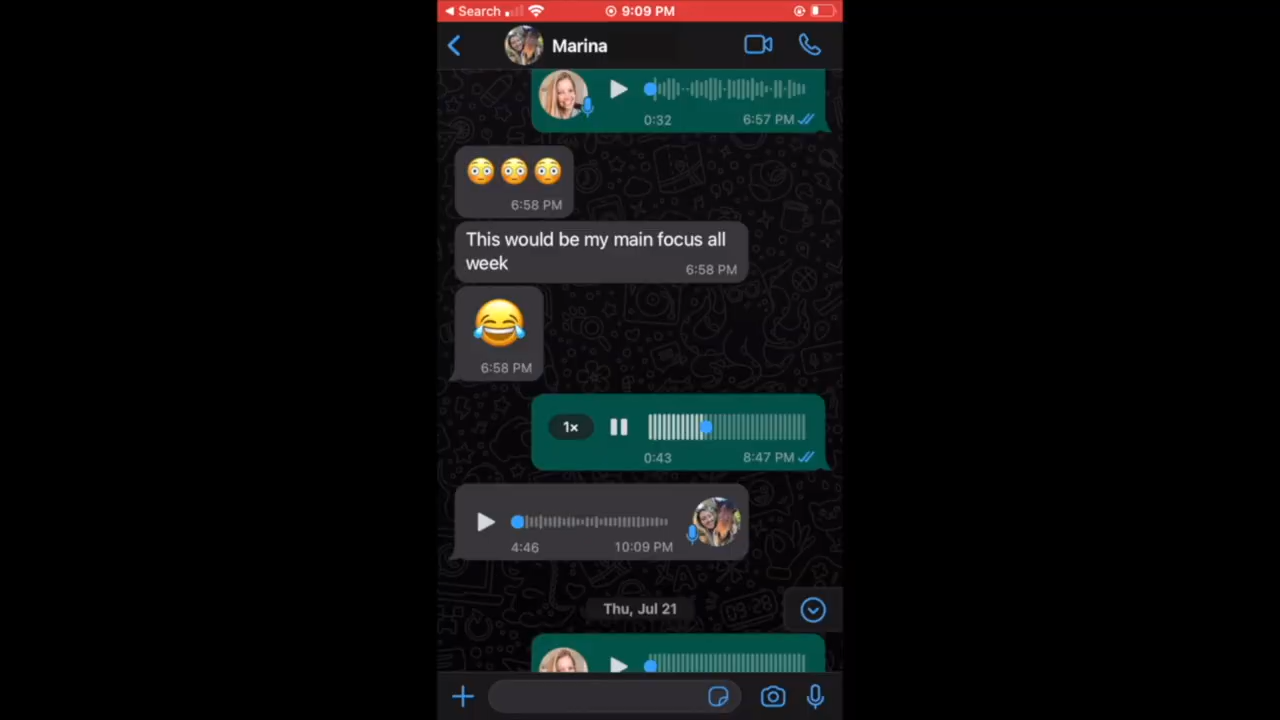 Search
9:09 PM
Marina
0:32
6:57 PM
6:58 PM
This would be my main focus all
week
6:58 PM
6:58 PM
1×
0:43
8:47 PM
4:46
10:09 PM
Thu, Jul 21